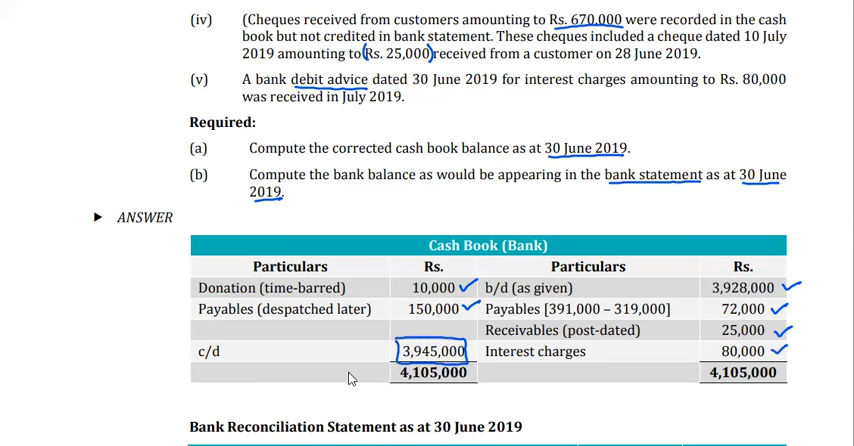 (iv) (Cheques received from customers amounting to Rs. 670,000 were recorded in the cash
book but not credited in bank statement. These cheques included a cheque dated 10 July
2019 amounting to (Rs. 25,000) received from a customer on 28 June 2019.
(v) A bank debit advice dated 30 June 2019 for interest charges amounting to Rs. 80,000
was received in July 2019.
Required:
(a) Compute the corrected cash book balance as at 30 June 2019.
(b) Compute the bank balance as would be appearing in the bank statement as at 30 June
2019.
► ANSWER
Cash Book (Bank)
Particulars Rs. Particulars Rs.
Donation (time-barred) 10,000 b/d (as given) 3,928,000
Payables (despatched later) 150,000 Payables [391,000 – 319,000] 72,000
Receivables (post-dated) 25,000
c/d 3,945,000 Interest charges 80,000
4,105,000 4,105,000
Bank Reconciliation Statement as at 30 June 2019